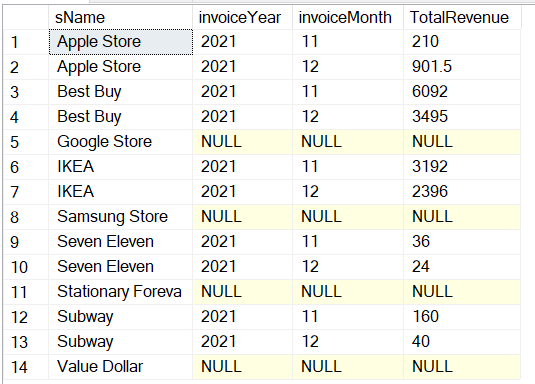 sName invoiceYear invoiceMonth TotalRevenue
1 Apple Store 2021 11 210
2 Apple Store 2021 12 901.5
3 Best Buy 2021 11 6092
4 Best Buy 2021 12 3495
5 Google Store NULL NULL NULL
6 IKEA 2021 11 3192
7 IKEA 2021 12 2396
8 Samsung Store NULL NULL NULL
9 Seven Eleven 2021 11 36
10 Seven Eleven 2021 12 24
11 Stationary Foreva NULL NULL NULL
12 Subway 2021 11 160
13 Subway 2021 12 40
14 Value Dollar NULL NULL NULL